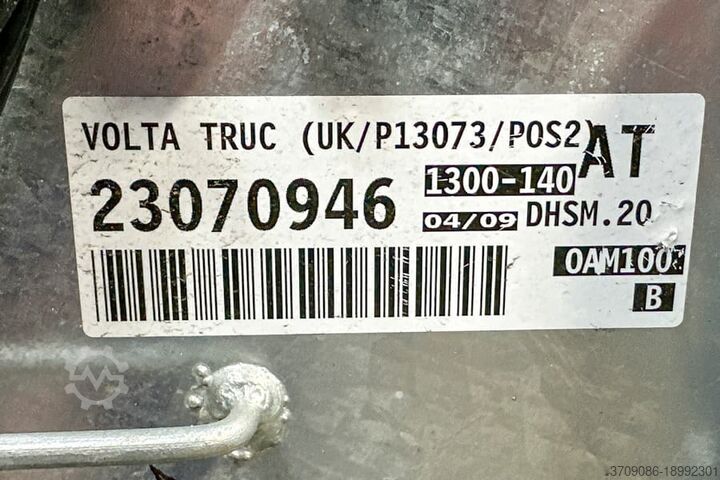 VOLTA TRUC (UK/P13073/POS2)
AT
23070946
1300-140
04/09 DHSM.20
OAM100
B
3709086-18992301